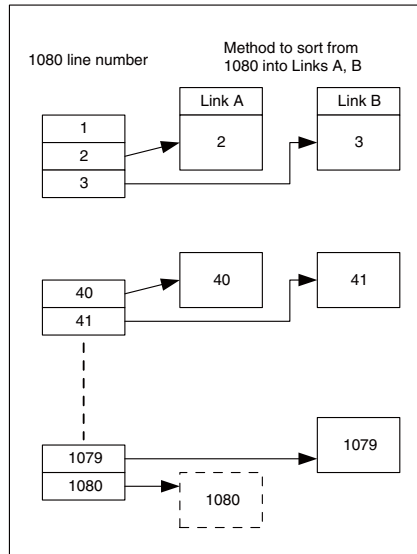 1080 line number
Method to sort from
1080 into Links A, B
Link A
Link B
1
2
3
2
3
40
41
40
41
1079
1080
1079
1080